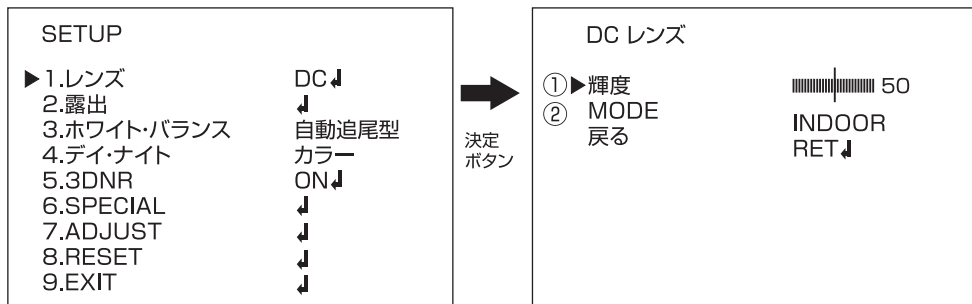 SETUP
▶1.レンズ DC↲
2.露出 ↲
3.ホワイト・バランス 自動追尾型
4.デイ・ナイト カラー
5.3DNR ON↲
6.SPECIAL ↲
7.ADJUST ↲
8.RESET ↲
9.EXIT ↲
決定
ボタン
DC レンズ
①▶輝度 50
② MODE INDOOR
戻る RET↲